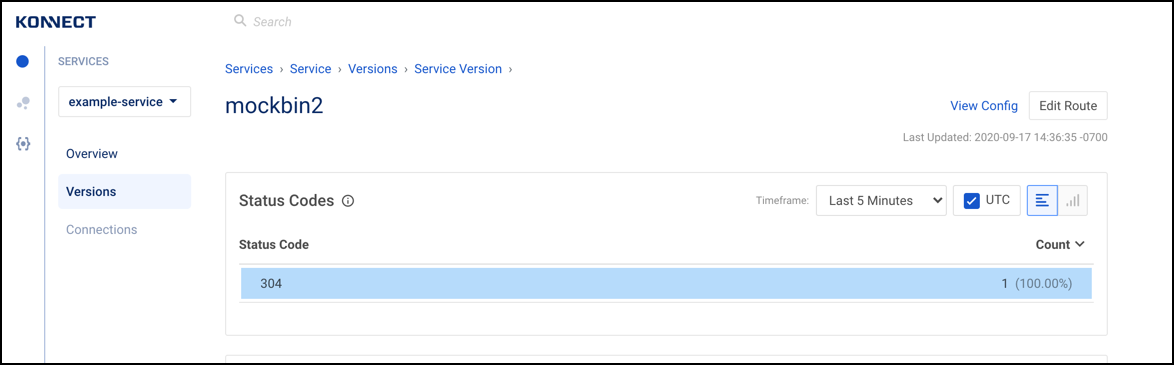 KONNECT
Search
SERVICES
example-service
Overview
Versions
Connections
Services › Service › Versions › Service Version ›
mockbin2
View Config Edit Route
Last Updated: 2020-09-17 14:36:35 -0700
Status Codes Timeframe: Last 5 Minutes UTC
Status Code Count
304 1 (100.00%)